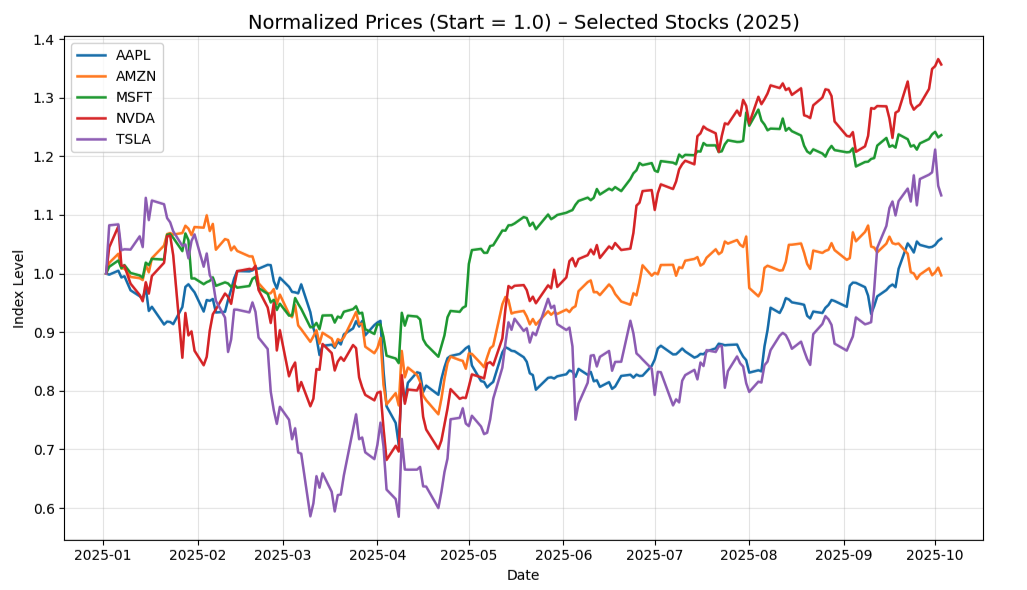 Normalized Prices (Start = 1.0) – Selected Stocks (2025)
AAPL
AMZN
MSFT
NVDA
TSLA
Index Level
1.4
1.3
1.2
1.1
1.0
0.9
0.8
0.7
0.6
2025-01 2025-02 2025-03 2025-04 2025-05 2025-06 2025-07 2025-08 2025-09 2025-10
Date